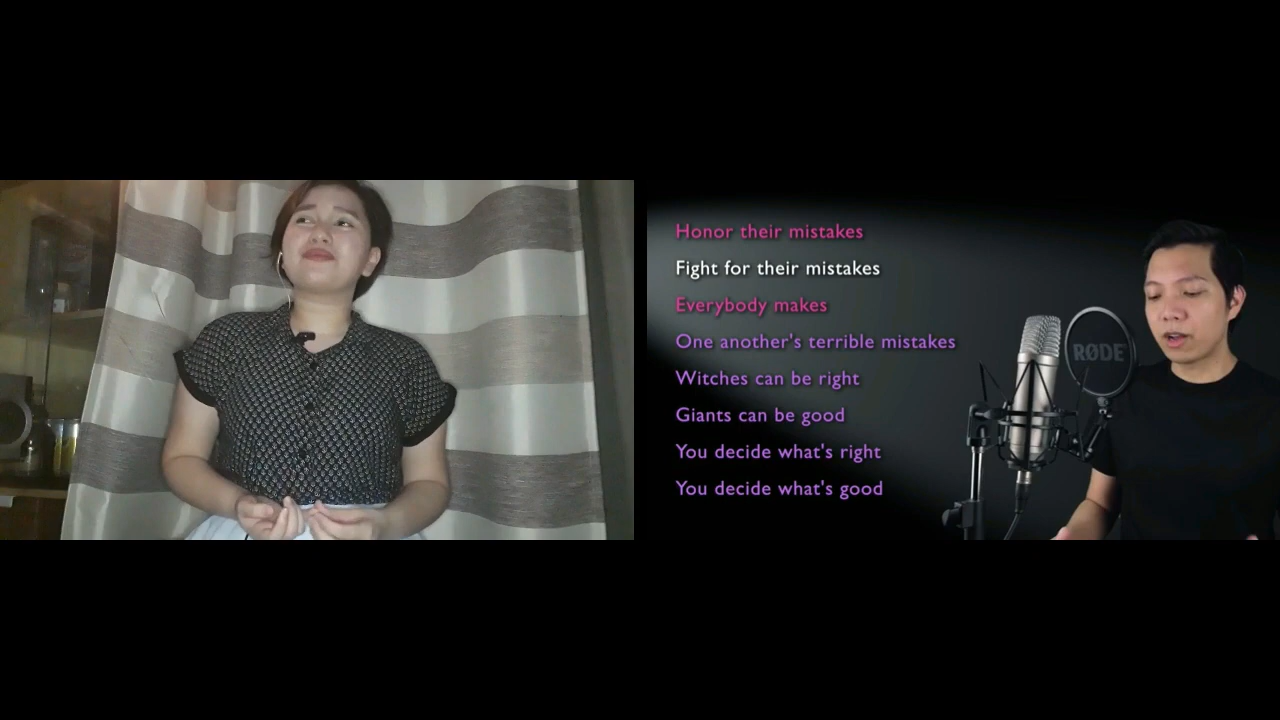 Honor their mistakes
Fight for their mistakes
Everybody makes
One another's terrible mistakes
Witches can be right
Giants can be good
You decide what's right
You decide what's good
RØDE